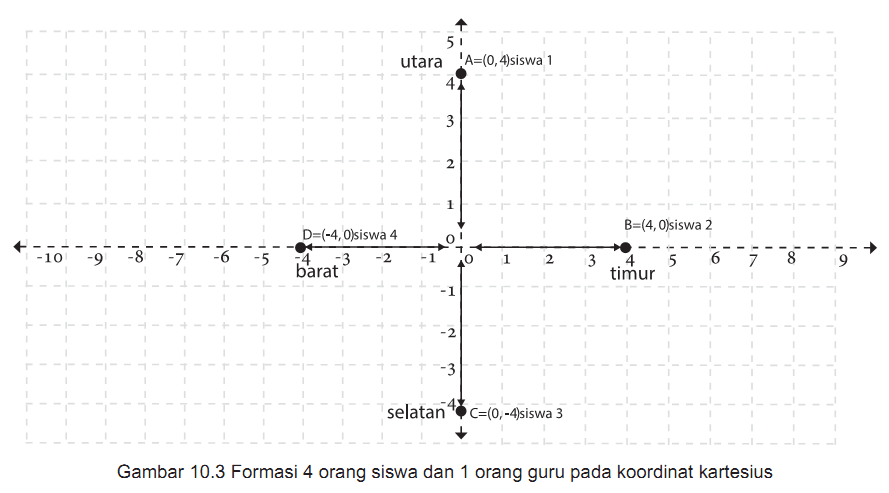 5
utara
A=(0, 4)siswa 1
4
3
2
1
B=(4, 0)siswa 2
D=(-4, 0)siswa 4
0
-10 -9 -8 -7 -6 -5 -4 -3 -2 -1 0 1 2 3 4 5 6 7 8 9
barat
timur
-1
-2
-3
-4
selatan
C=(0, -4)siswa 3
Gambar 10.3 Formasi 4 orang siswa dan 1 orang guru pada koordinat kartesius